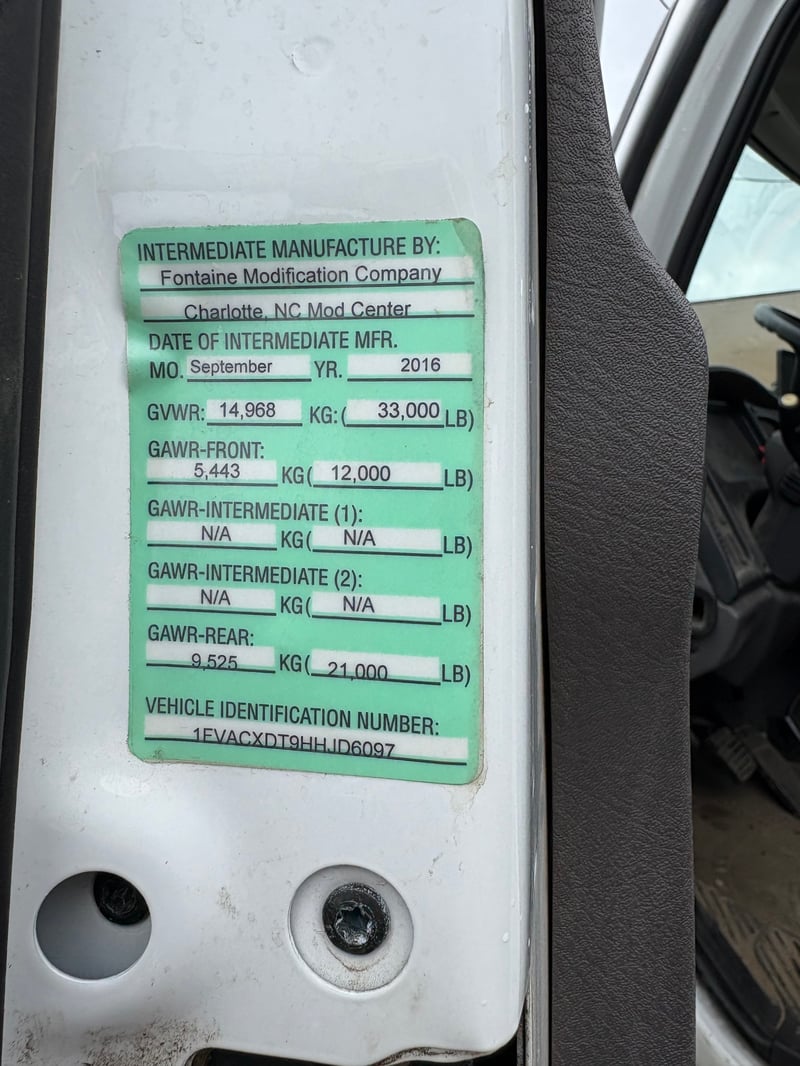 INTERMEDIATE MANUFACTURE BY:
Fontaine Modification Company
Charlotte, NC Mod Center
DATE OF INTERMEDIATE MFR.
MO. September YR. 2016
GVWR: 14,968 KG: ( 33,000 LB)
GAWR-FRONT:
5,443 KG ( 12,000 LB)
GAWR-INTERMEDIATE (1):
N/A KG ( N/A LB)
GAWR-INTERMEDIATE (2):
N/A KG ( N/A LB)
GAWR-REAR:
9,525 KG ( 21,000 LB)
VEHICLE IDENTIFICATION NUMBER:
1FVACXDT9HHJD6097